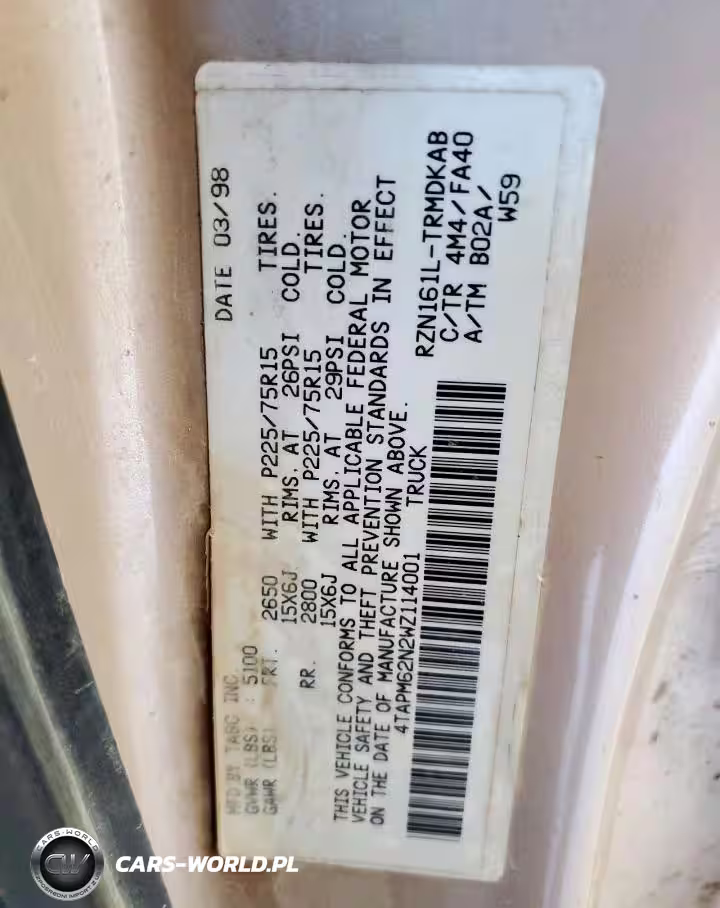 DATE 03/98
MFD BY TABC INC.
GVWR (LBS) : 5100
GAWR (LBS) FRT. 2650 WITH P225/75R15 TIRES.
15X6J RIMS, AT 26PSI COLD.
RR. 2800 WITH P225/75R15 TIRES.
15X6J RIMS, AT 29PSI COLD.
THIS VEHICLE CONFORMS TO ALL APPLICABLE FEDERAL MOTOR
VEHICLE SAFETY AND THEFT PREVENTION STANDARDS IN EFFECT
ON THE DATE OF MANUFACTURE SHOWN ABOVE.
4TAPM62N2WZ114001 TRUCK
RZN161L-TRMDKAB
C/TR 4M4/FA40
A/TM B02A/
W59
CARS-WORLD
CW
CARS-WORLD.PL